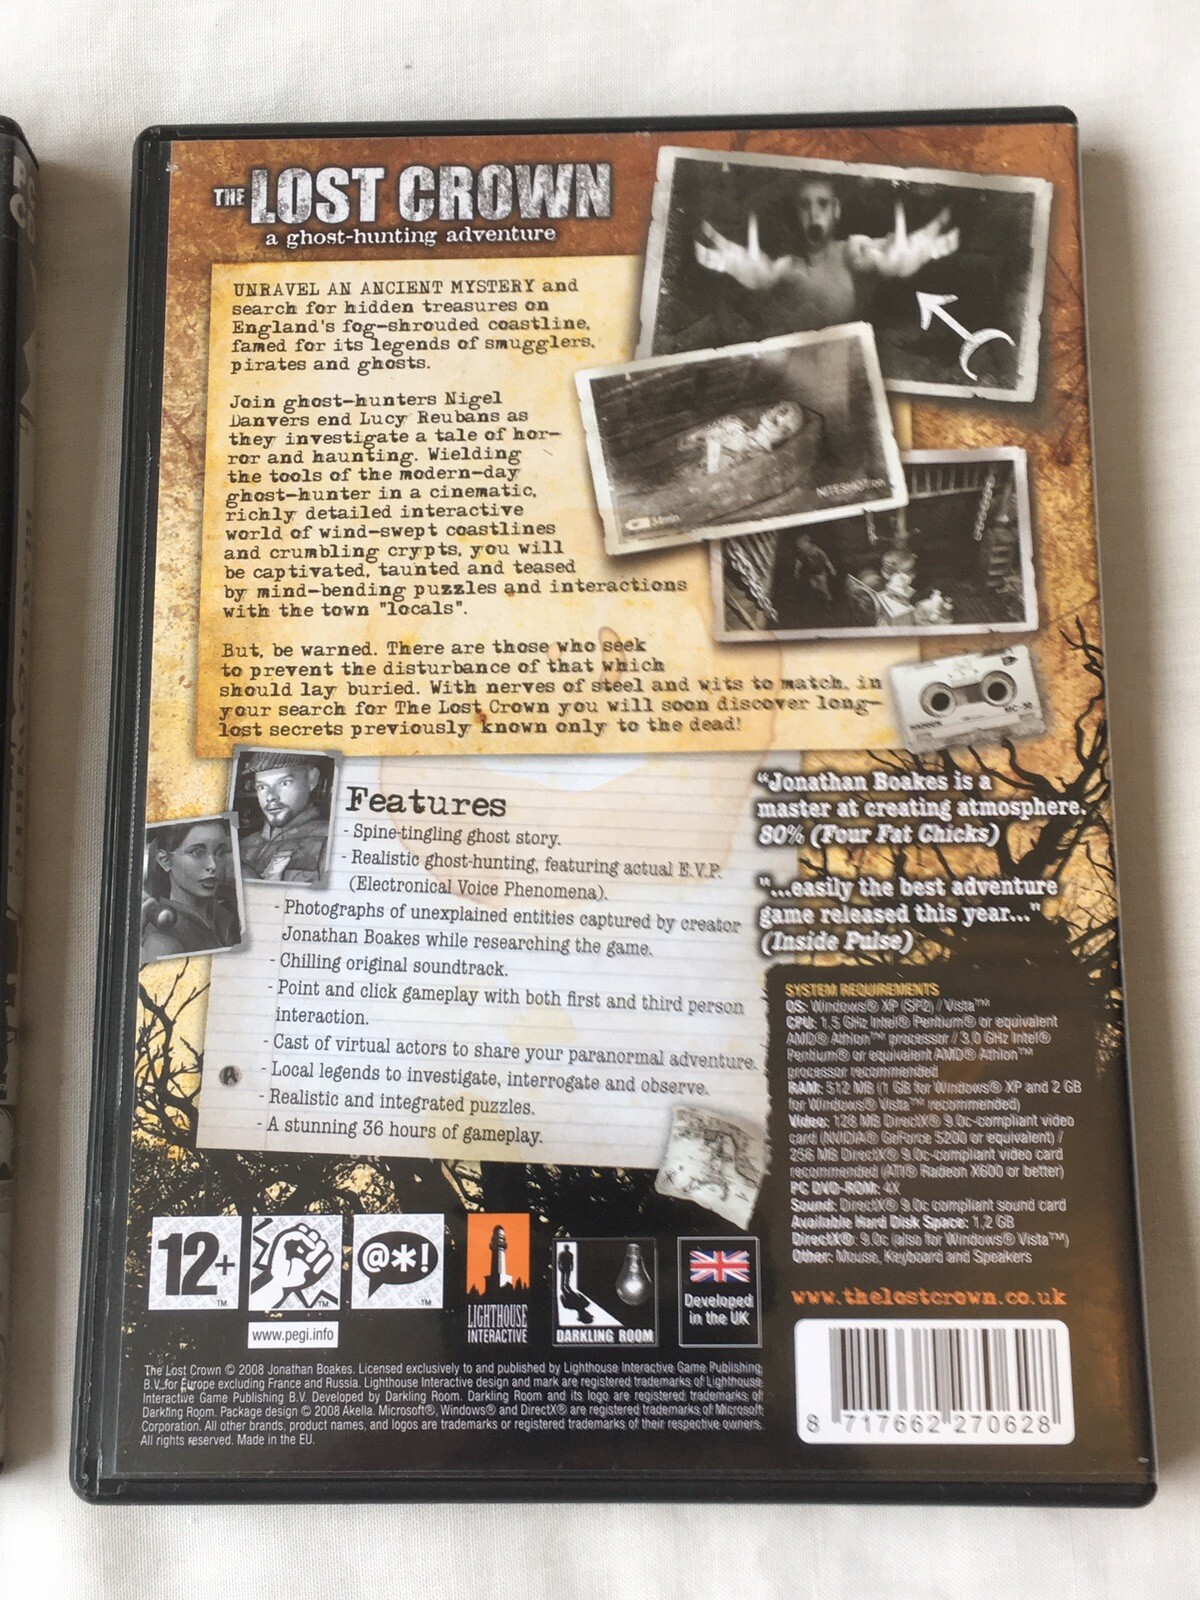 THE LOST CROWN
a ghost-hunting adventure
UNRAVEL AN ANCIENT MYSTERY and
search for hidden treasures on
England's fog-shrouded coastline,
famed for its legends of smugglers,
pirates and ghosts.
Join ghost-hunters Nigel
Danvers end Lucy Reubans as
they investigate a tale of hor-
ror and haunting. Wielding
the tools of the modern-day
ghost-hunter in a cinematic,
richly detailed interactive
world of wind-swept coastlines
and crumbling crypts, you will
be captivated, taunted and teased
by mind-bending puzzles and interactions
with the town "locals".
But, be warned. There are those who seek
to prevent the disturbance of that which
should lay buried. With nerves of steel and wits to match, in
your search for The Lost Crown you will soon discover long-
lost secrets previously known only to the dead!
34min
Features
- Spine-tingling ghost story.
- Realistic ghost-hunting, featuring actual E.V.P.
(Electronical Voice Phenomena).
- Photographs of unexplained entities captured by creator
Jonathan Boakes while researching the game.
- Chilling original soundtrack.
- Point and click gameplay with both first and third person
interaction.
- Cast of virtual actors to share your paranormal adventure.
- Local legends to investigate, interrogate and observe.
- Realistic and integrated puzzles.
- A stunning 36 hours of gameplay.
"Jonathan Boakes is a
master at creating atmosphere.
80% (Four Fat Chicks)
"...easily the best adventure
game released this year..."
(Inside Pulse)
SYSTEM REQUIREMENTS
OS: Windows® XP (SP2) / Vista™
CPU: 1,5 GHz Intel® Pentium® or equivalent
AMD® Athlon™ processor / 3,0 GHz Intel®
Pentium® or equivalent AMD® Athlon™
processor recommended
RAM: 512 MB (1 GB for Windows® XP and 2 GB
for Windows® Vista™ recommended)
Video: 128 MB DirectX® 9.0c-compliant video
card (NVIDIA® GeForce 5200 or equivalent) /
256 MB DirectX® 9.0c-compliant video card
recommended (ATI® Radeon X600 or better)
PC DVD-ROM: 4X
Sound: DirectX® 9.0c compliant sound card
Available Hard Disk Space: 1,2 GB
DirectX®: 9.0c (also for Windows® Vista™)
Other: Mouse, Keyboard and Speakers
www.thelostcrown.co.uk
12+™
™
@*!™
www.pegi.info
LIGHTHOUSE
INTERACTIVE
DARKLING ROOM
Developed
in the UK
The Lost Crown © 2008 Jonathan Boakes. Licensed exclusively to and published by Lighthouse Interactive Game Publishing
B.V. for Europe excluding France and Russia. Lighthouse Interactive design and mark are registered trademarks of Lighthouse
Interactive Game Publishing B.V. Developed by Darkling Room. Darkling Room and its logo are registered trademarks of
Darkling Room. Package design © 2008 Akella. Microsoft®, Windows® and DirectX® are registered trademarks of Microsoft
Corporation. All other brands, product names, and logos are trademarks or registered trademarks of their respective owners.
All rights reserved. Made in the EU.
8 717662 270628